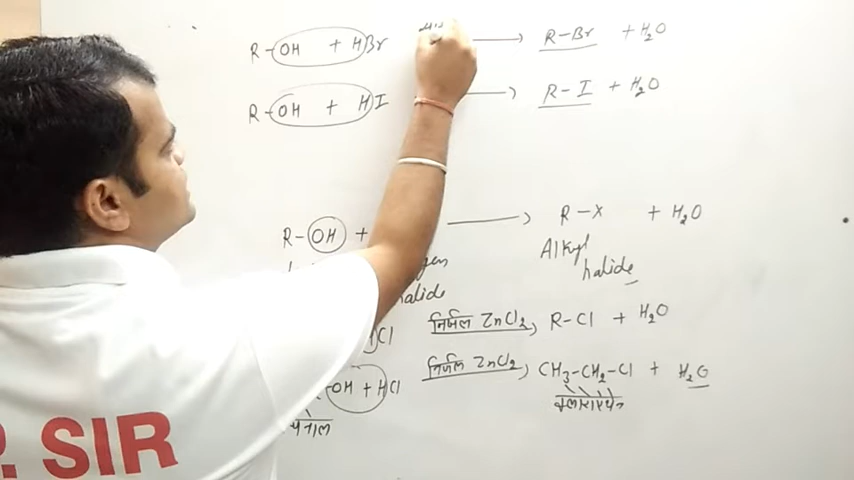 R-OH + HBr → R-Br + H₂O
R-OH + HI → R-I + H₂O
R-OH + → R-X + H₂O
Alkyl halide
halide
Cl निर्जल ZnCl₂, R-Cl + H₂O
OH + HCl निर्जल ZnCl₂, CH₃-CH₂-Cl + H₂O
SIR